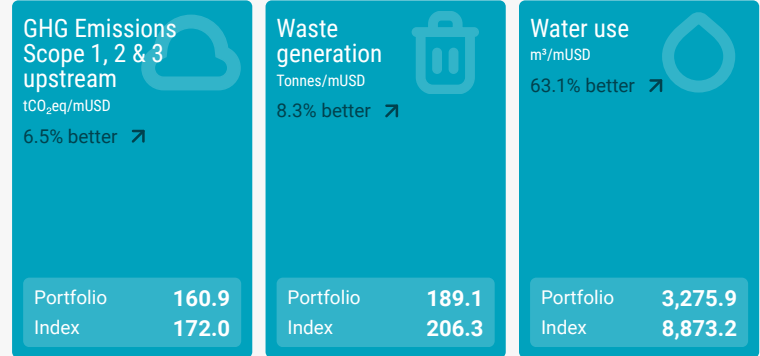 GHG Emissions
Scope 1, 2 & 3
upstream
tCO₂eq/mUSD
6.5% better
Portfolio 160.9
Index 172.0
Waste
generation
Tonnes/mUSD
8.3% better
Portfolio 189.1
Index 206.3
Water use
m³/mUSD
63.1% better
Portfolio 3,275.9
Index 8,873.2